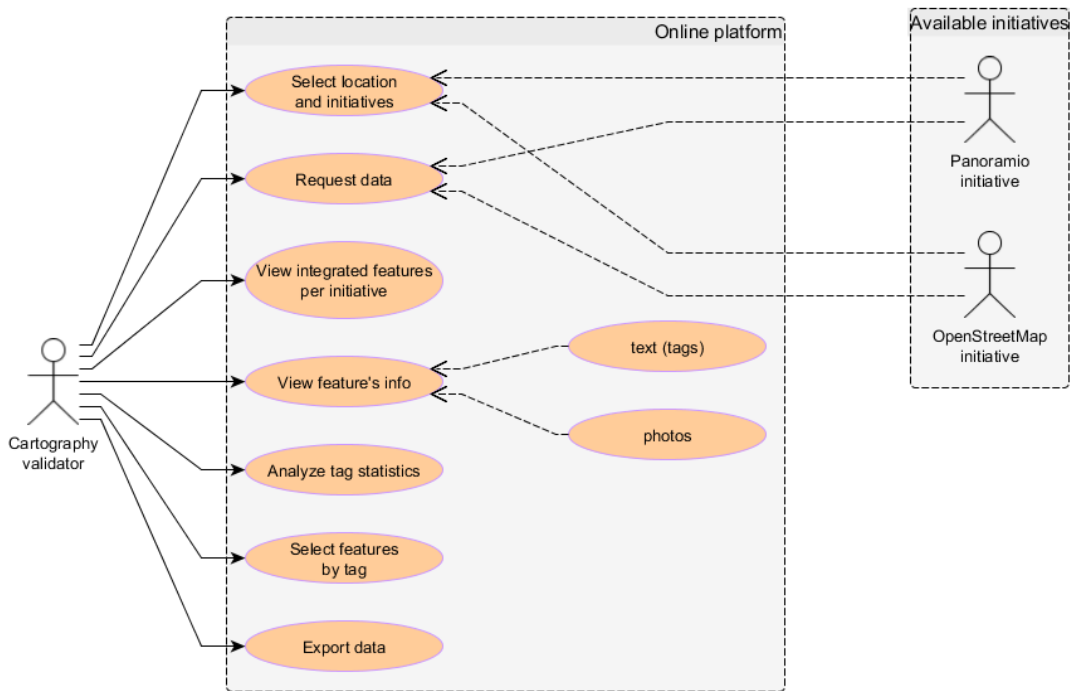 Online platform
Available initiatives
Select location
and initiatives
Panoramio
initiative
Request data
View integrated features
per initiative
OpenStreetMap
initiative
text (tags)
View feature's info
photos
Cartography
validator
Analyze tag statistics
Select features
by tag
Export data